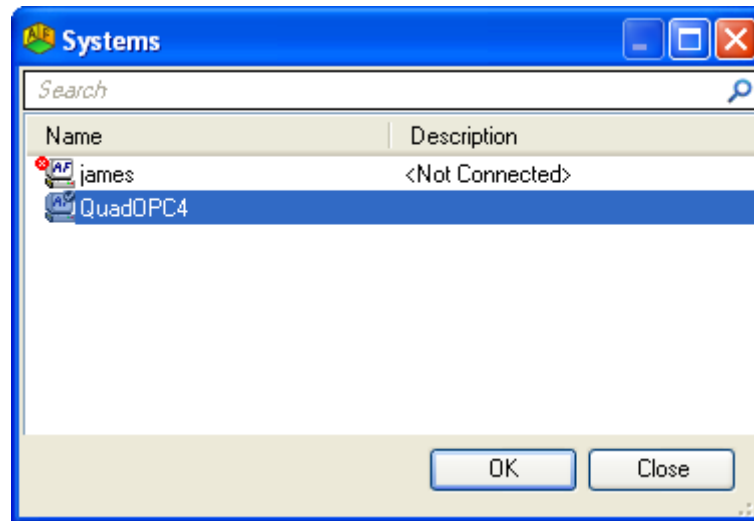 Systems
Search
Name Description
james <Not Connected>
QuadOPC4
OK Close